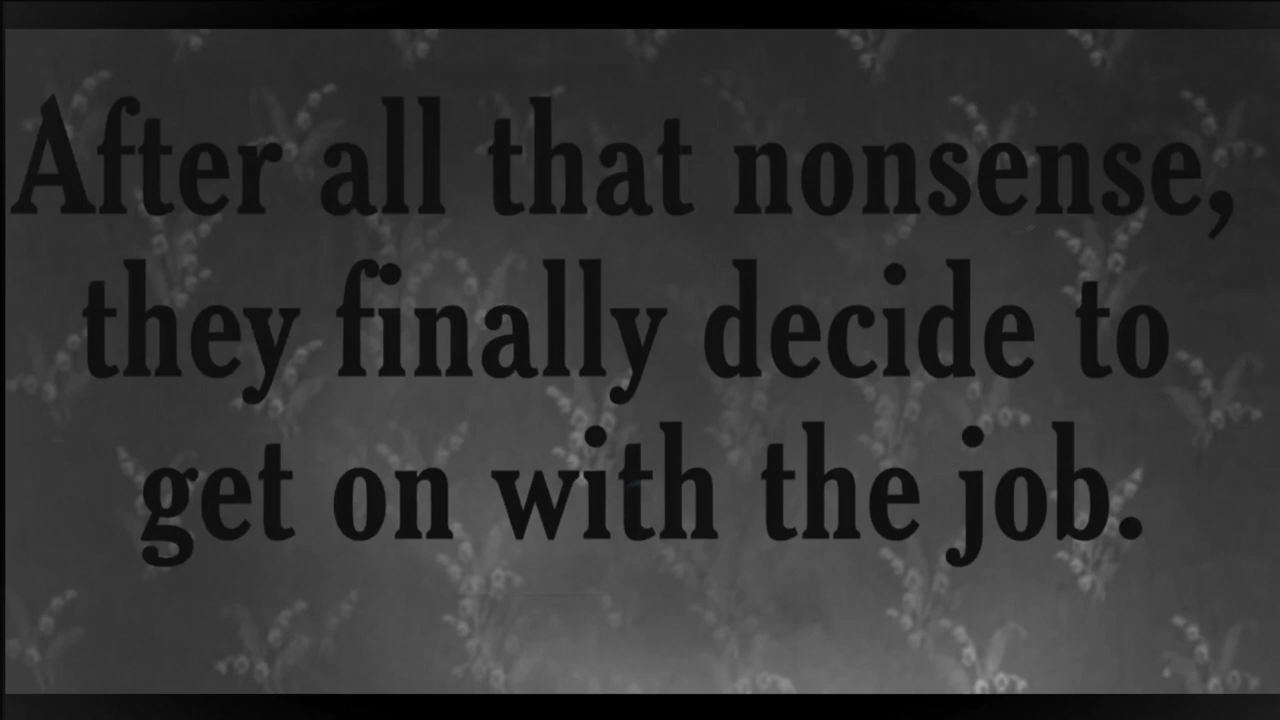 After all that nonsense,
they finally decide to
get on with the job.